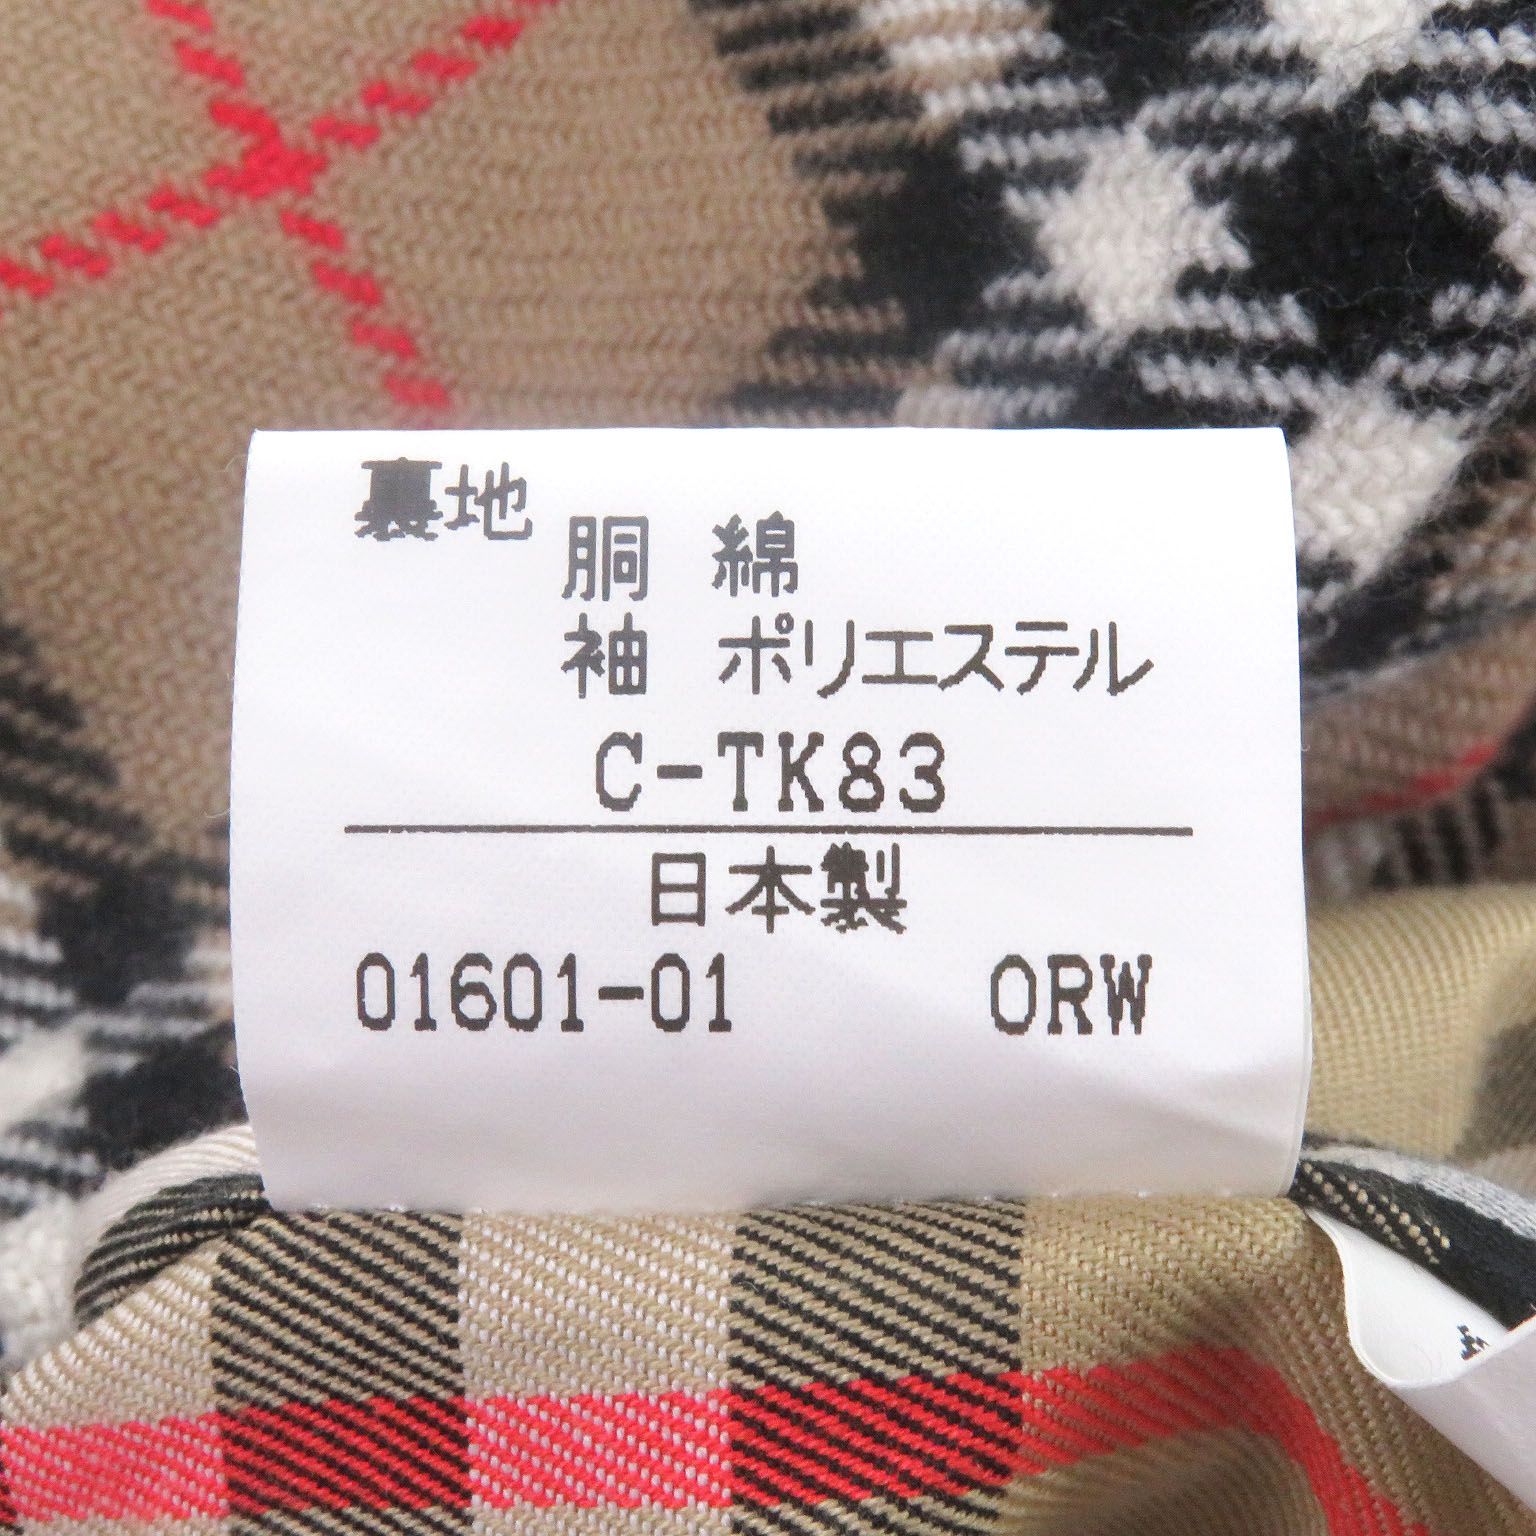 裏地
胴 綿
袖 ポリエステル
C-TK83
日本製
01601-01 ORW